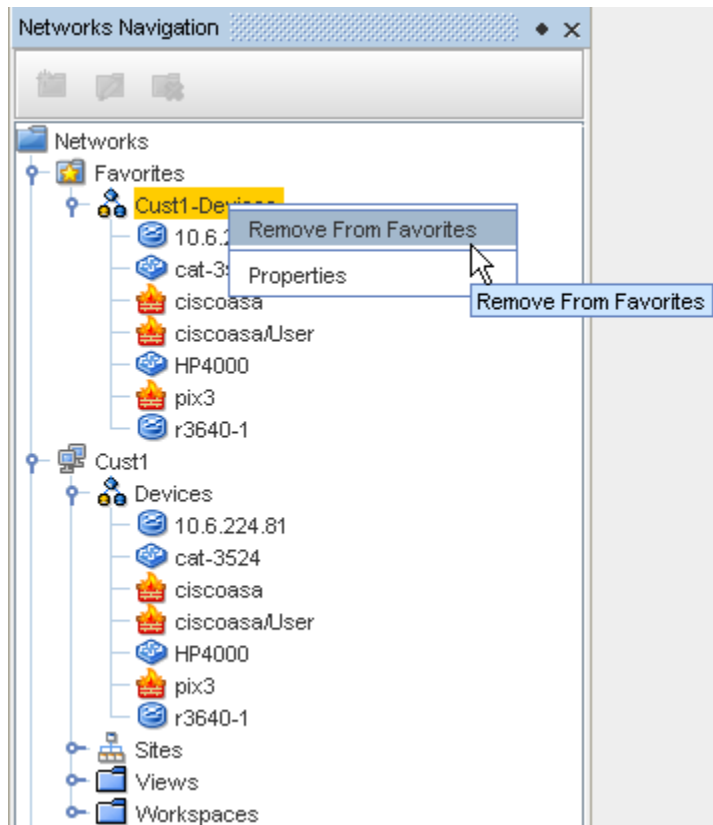 Networks Navigation
Networks
Favorites
Cust1-Devices
Remove From Favorites
10.6.2
cat-3
Properties
Remove From Favorites
ciscoasa
ciscoasa/User
HP4000
pix3
r3640-1
Cust1
Devices
10.6.224.81
cat-3524
ciscoasa
ciscoasa/User
HP4000
pix3
r3640-1
Sites
Views
Workspaces